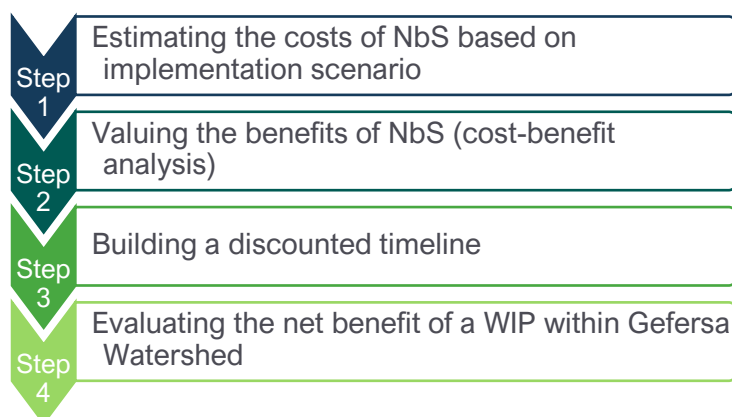 Step
1
Estimating the costs of NbS based on
implementation scenario
Step
2
Valuing the benefits of NbS (cost-benefit
analysis)
Step
3
Building a discounted timeline
Step
4
Evaluating the net benefit of a WIP within Gefersa
Watershed